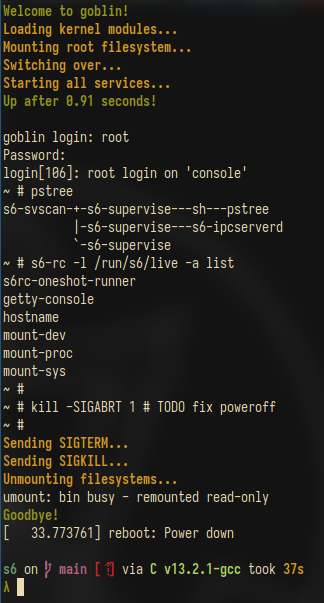 Welcome to goblin!
Loading kernel modules...
Mounting root filesystem...
Switching over...
Starting all services...
Up after 0.91 seconds!
goblin login: root
Password:
login[106]: root login on 'console'
~ # pstree
s6-svscan-+-s6-supervise---sh---pstree
|-s6-supervise---s6-ipcserverd
`-s6-supervise
~ # s6-rc -l /run/s6/live -a list
s6rc-oneshot-runner
getty-console
hostname
mount-dev
mount-proc
mount-sys
~ #
~ # kill -SIGABRT 1 # TODO fix poweroff
~ #
Sending SIGTERM...
Sending SIGKILL...
Unmounting filesystems...
umount: bin busy - remounted read-only
Goodbye!
[   33.773761] reboot: Power down
s6 on main [⇡] via C v13.2.1-gcc took 37s
λ